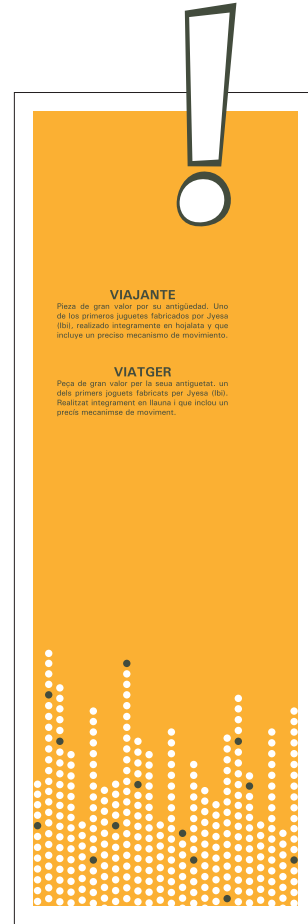 !
VIAJANTE
Pieza de gran valor por su antigüedad. Uno
de los primeros juguetes fabricados por Jyesa
(Ibi), realizado integramente en hojalata y que
incluye un preciso mecanismo de movimiento.
VIATGER
Peça de gran valor per la seua antiguetat. un
dels primers joguets fabricats per Jyesa (Ibi).
Realitzat integrament en llauna i que inclou un
precís mecanimse de moviment.